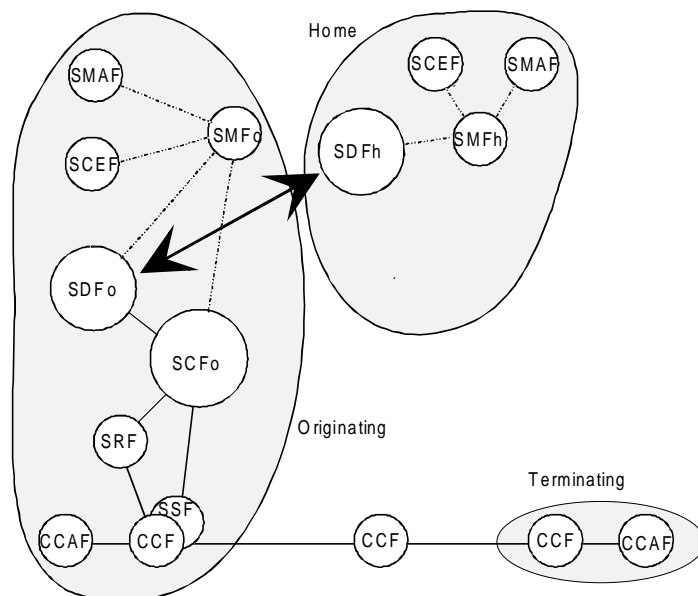 Home
SMAF
SCEF
SMAF
SMFo
SMFh
SDFh
SCEF
SDFo
SCFo
Originating
SRF
Terminating
SSF
CCAF
CCF
CCF
CCF
CCAF